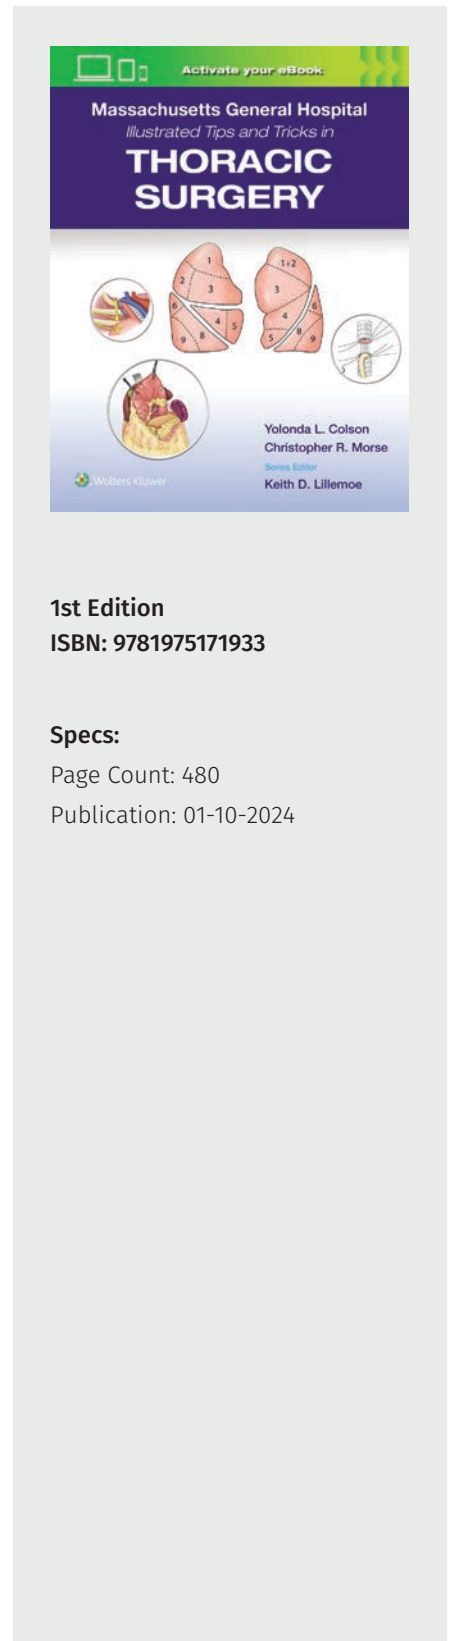 Activate your eBook
Massachusetts General Hospital
Illustrated Tips and Tricks in
THORACIC
SURGERY
1
2
3
6
4
5
8
9
1+2
3
6
4
5
8
9
Yolonda L. Colson
Christopher R. Morse
Series Editor
Keith D. Lillemoe
Wolters Kluwer
1st Edition
ISBN: 9781975171933
Specs:
Page Count: 480
Publication: 01-10-2024